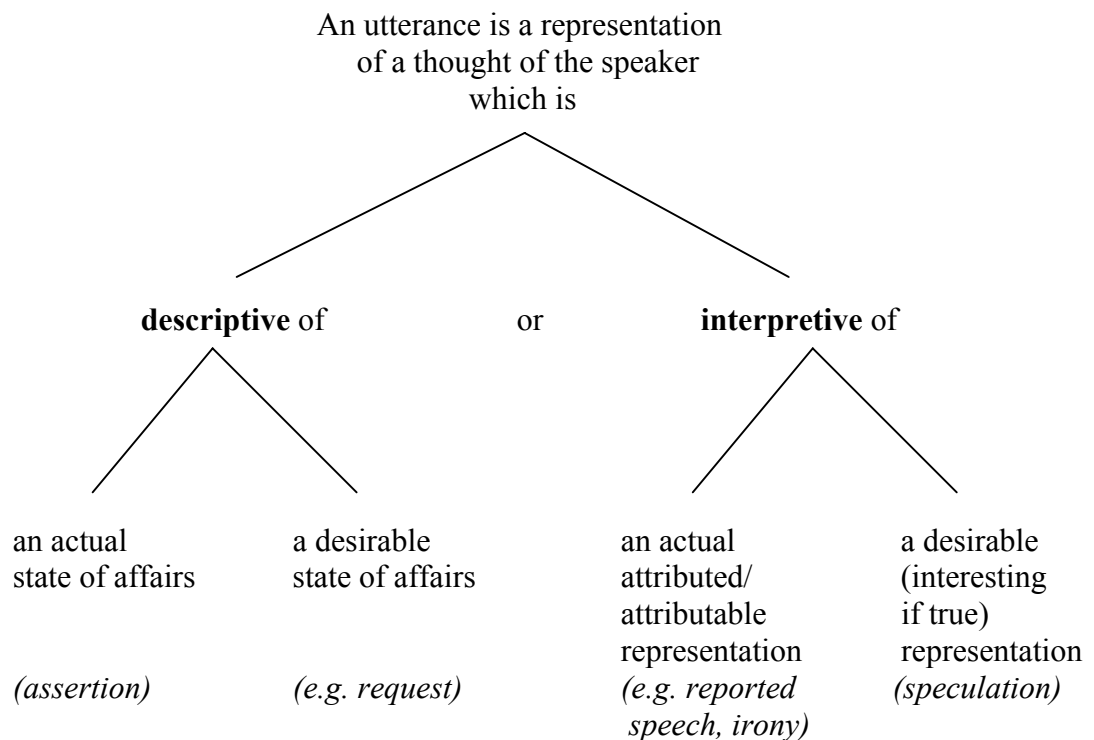 An utterance is a representation
of a thought of the speaker
which is
descriptive of or interpretive of
an actual
state of affairs
(assertion)
a desirable
state of affairs
(e.g. request)
an actual
attributed/
attributable
representation
(e.g. reported
speech, irony)
a desirable
(interesting
if true)
representation
(speculation)